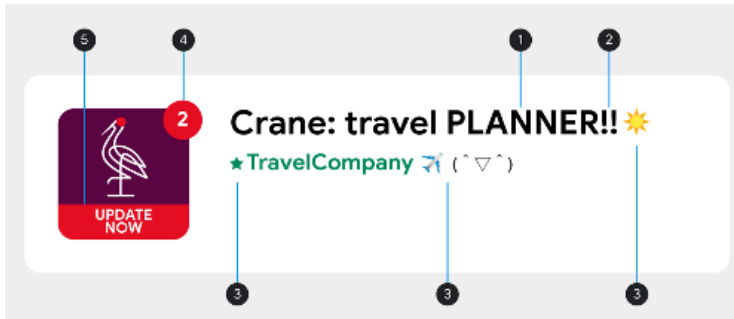 5 4 1 2
2
Crane: travel PLANNER!!☀️
★TravelCompany ✈️ (ˆ▽ˆ)
UPDATE
NOW
3 3 3